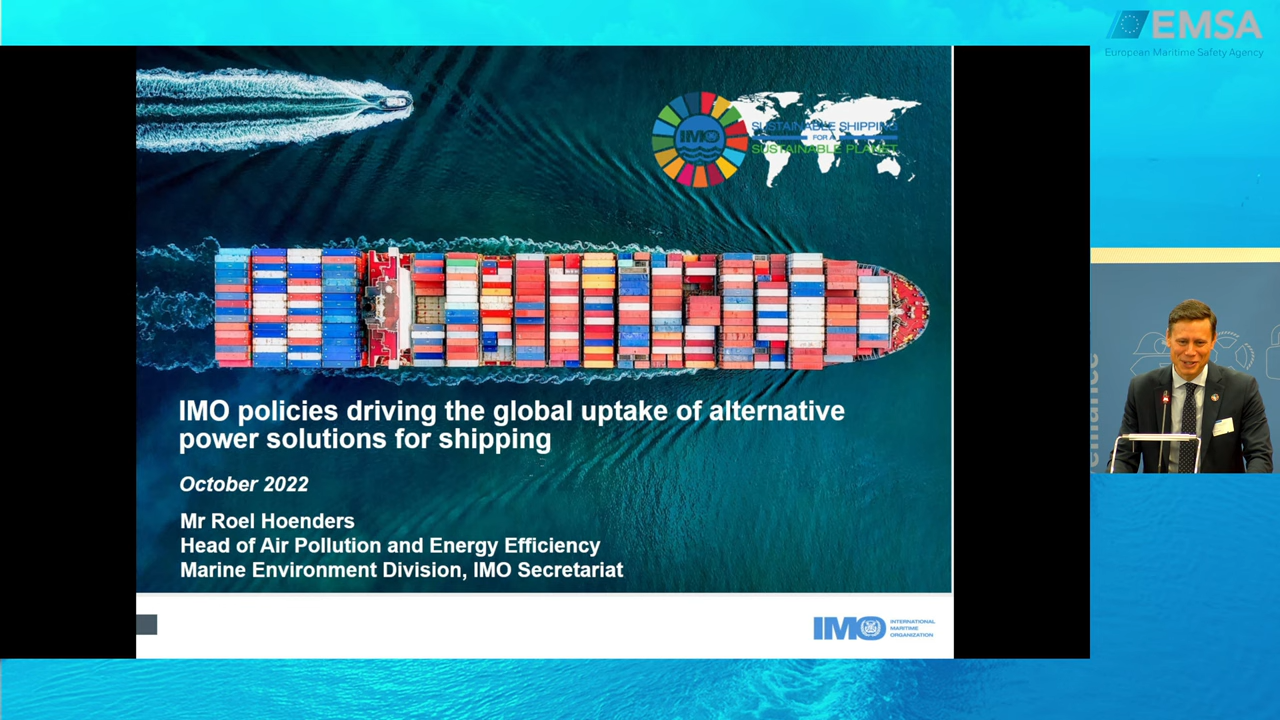 EMSA
European Maritime Safety Agency
IMO
SUSTAINABLE SHIPPING
FOR A
SUSTAINABLE PLANET
IMO policies driving the global uptake of alternative
power solutions for shipping
October 2022
Mr Roel Hoenders
Head of Air Pollution and Energy Efficiency
Marine Environment Division, IMO Secretariat
IMO
INTERNATIONAL
MARITIME
ORGANIZATION